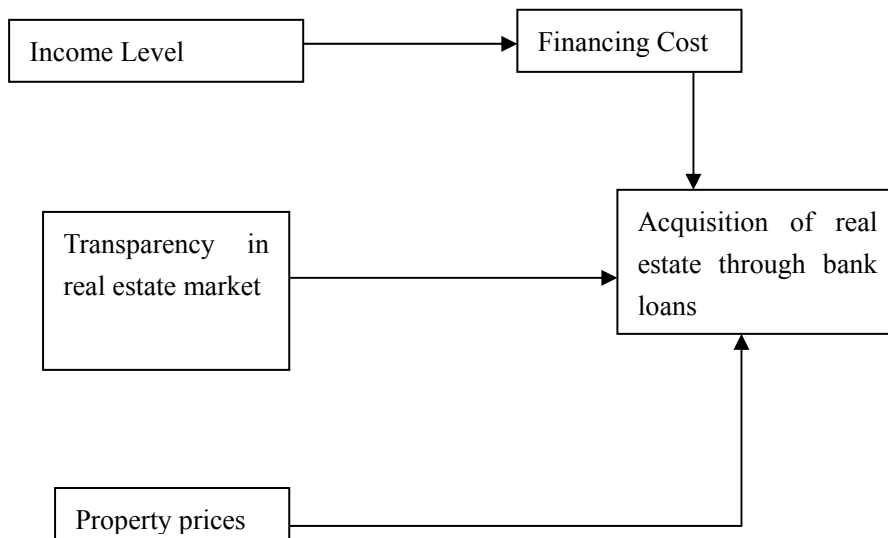 Income Level
Financing Cost
Transparency in
real estate market
Acquisition of real
estate through bank
loans
Property prices